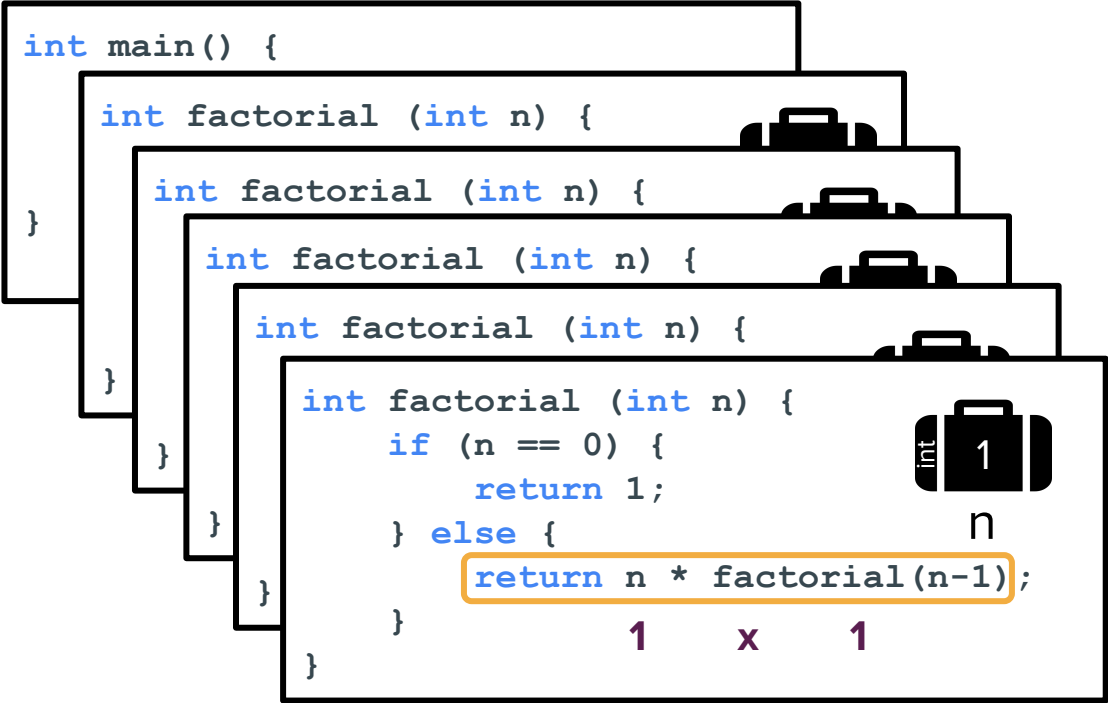 int main() {
int factorial (int n) {
int factorial (int n) {
}
int factorial (int n) {
int factorial (int n) {
}
int factorial (int n) {
if (n == 0) {
int
1
}
return 1;
}
n
} else {
return n * factorial(n-1);
}
}
1 x 1
}